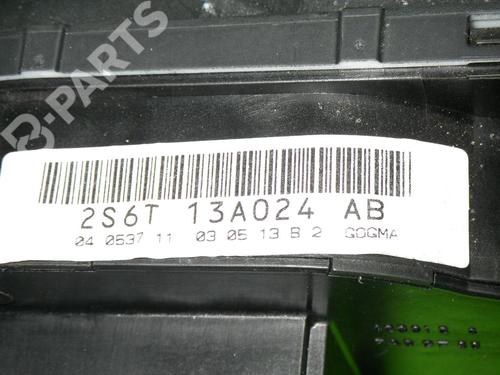 B-PARTS
2S6T 13A024 AB
04 0537 11 03 05 13 B 2 GOGMA